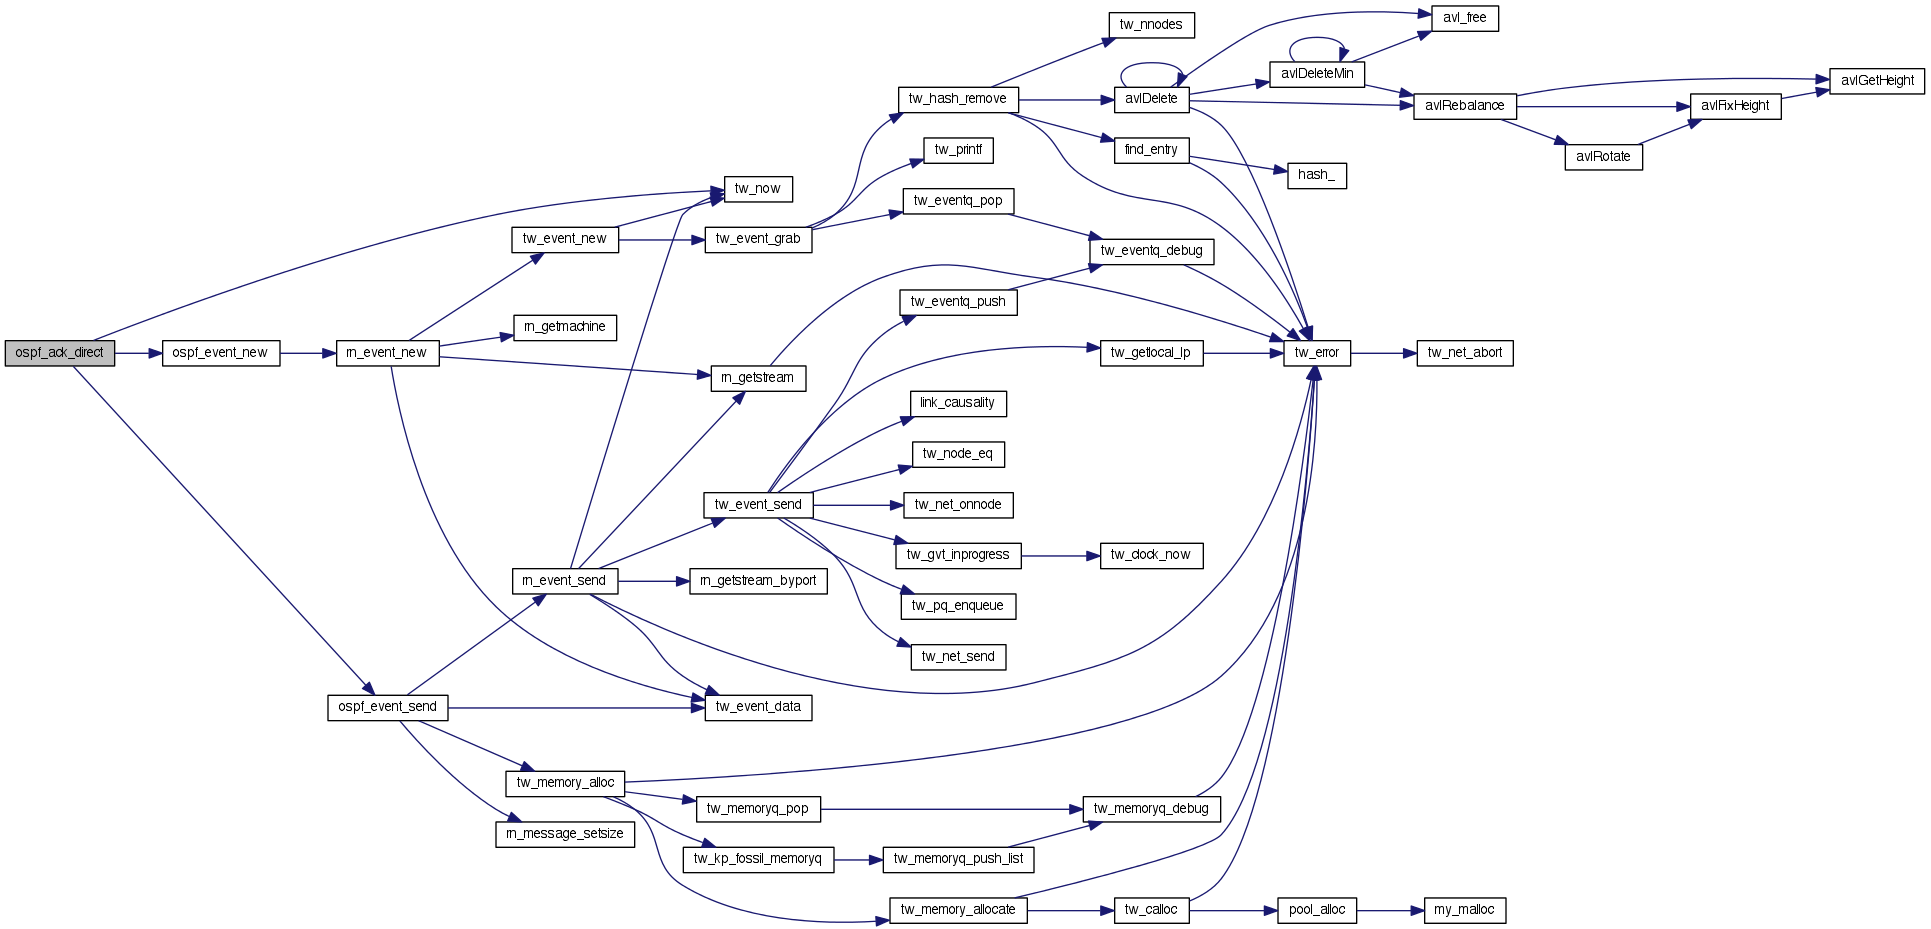 ospf_ack_direct
ospf_event_new
rn_event_new
ospf_event_send
tw_event_new
rn_getmachine
rn_event_send
tw_memory_alloc
rn_message_setsize
tw_now
tw_event_grab
rn_getstream
tw_event_send
rn_getstream_byport
tw_event_data
tw_memoryq_pop
tw_kp_fossil_memoryq
tw_hash_remove
tw_printf
tw_eventq_pop
tw_eventq_push
link_causality
tw_node_eq
tw_net_onnode
tw_gvt_inprogress
tw_pq_enqueue
tw_net_send
tw_memoryq_push_list
tw_memory_allocate
tw_nnodes
avlDelete
find_entry
tw_eventq_debug
tw_getlocal_lp
tw_clock_now
tw_memoryq_debug
tw_calloc
avlDeleteMin
hash_
tw_error
pool_alloc
avl_free
avlRebalance
tw_net_abort
my_malloc
avlRotate
avlFixHeight
avlGetHeight